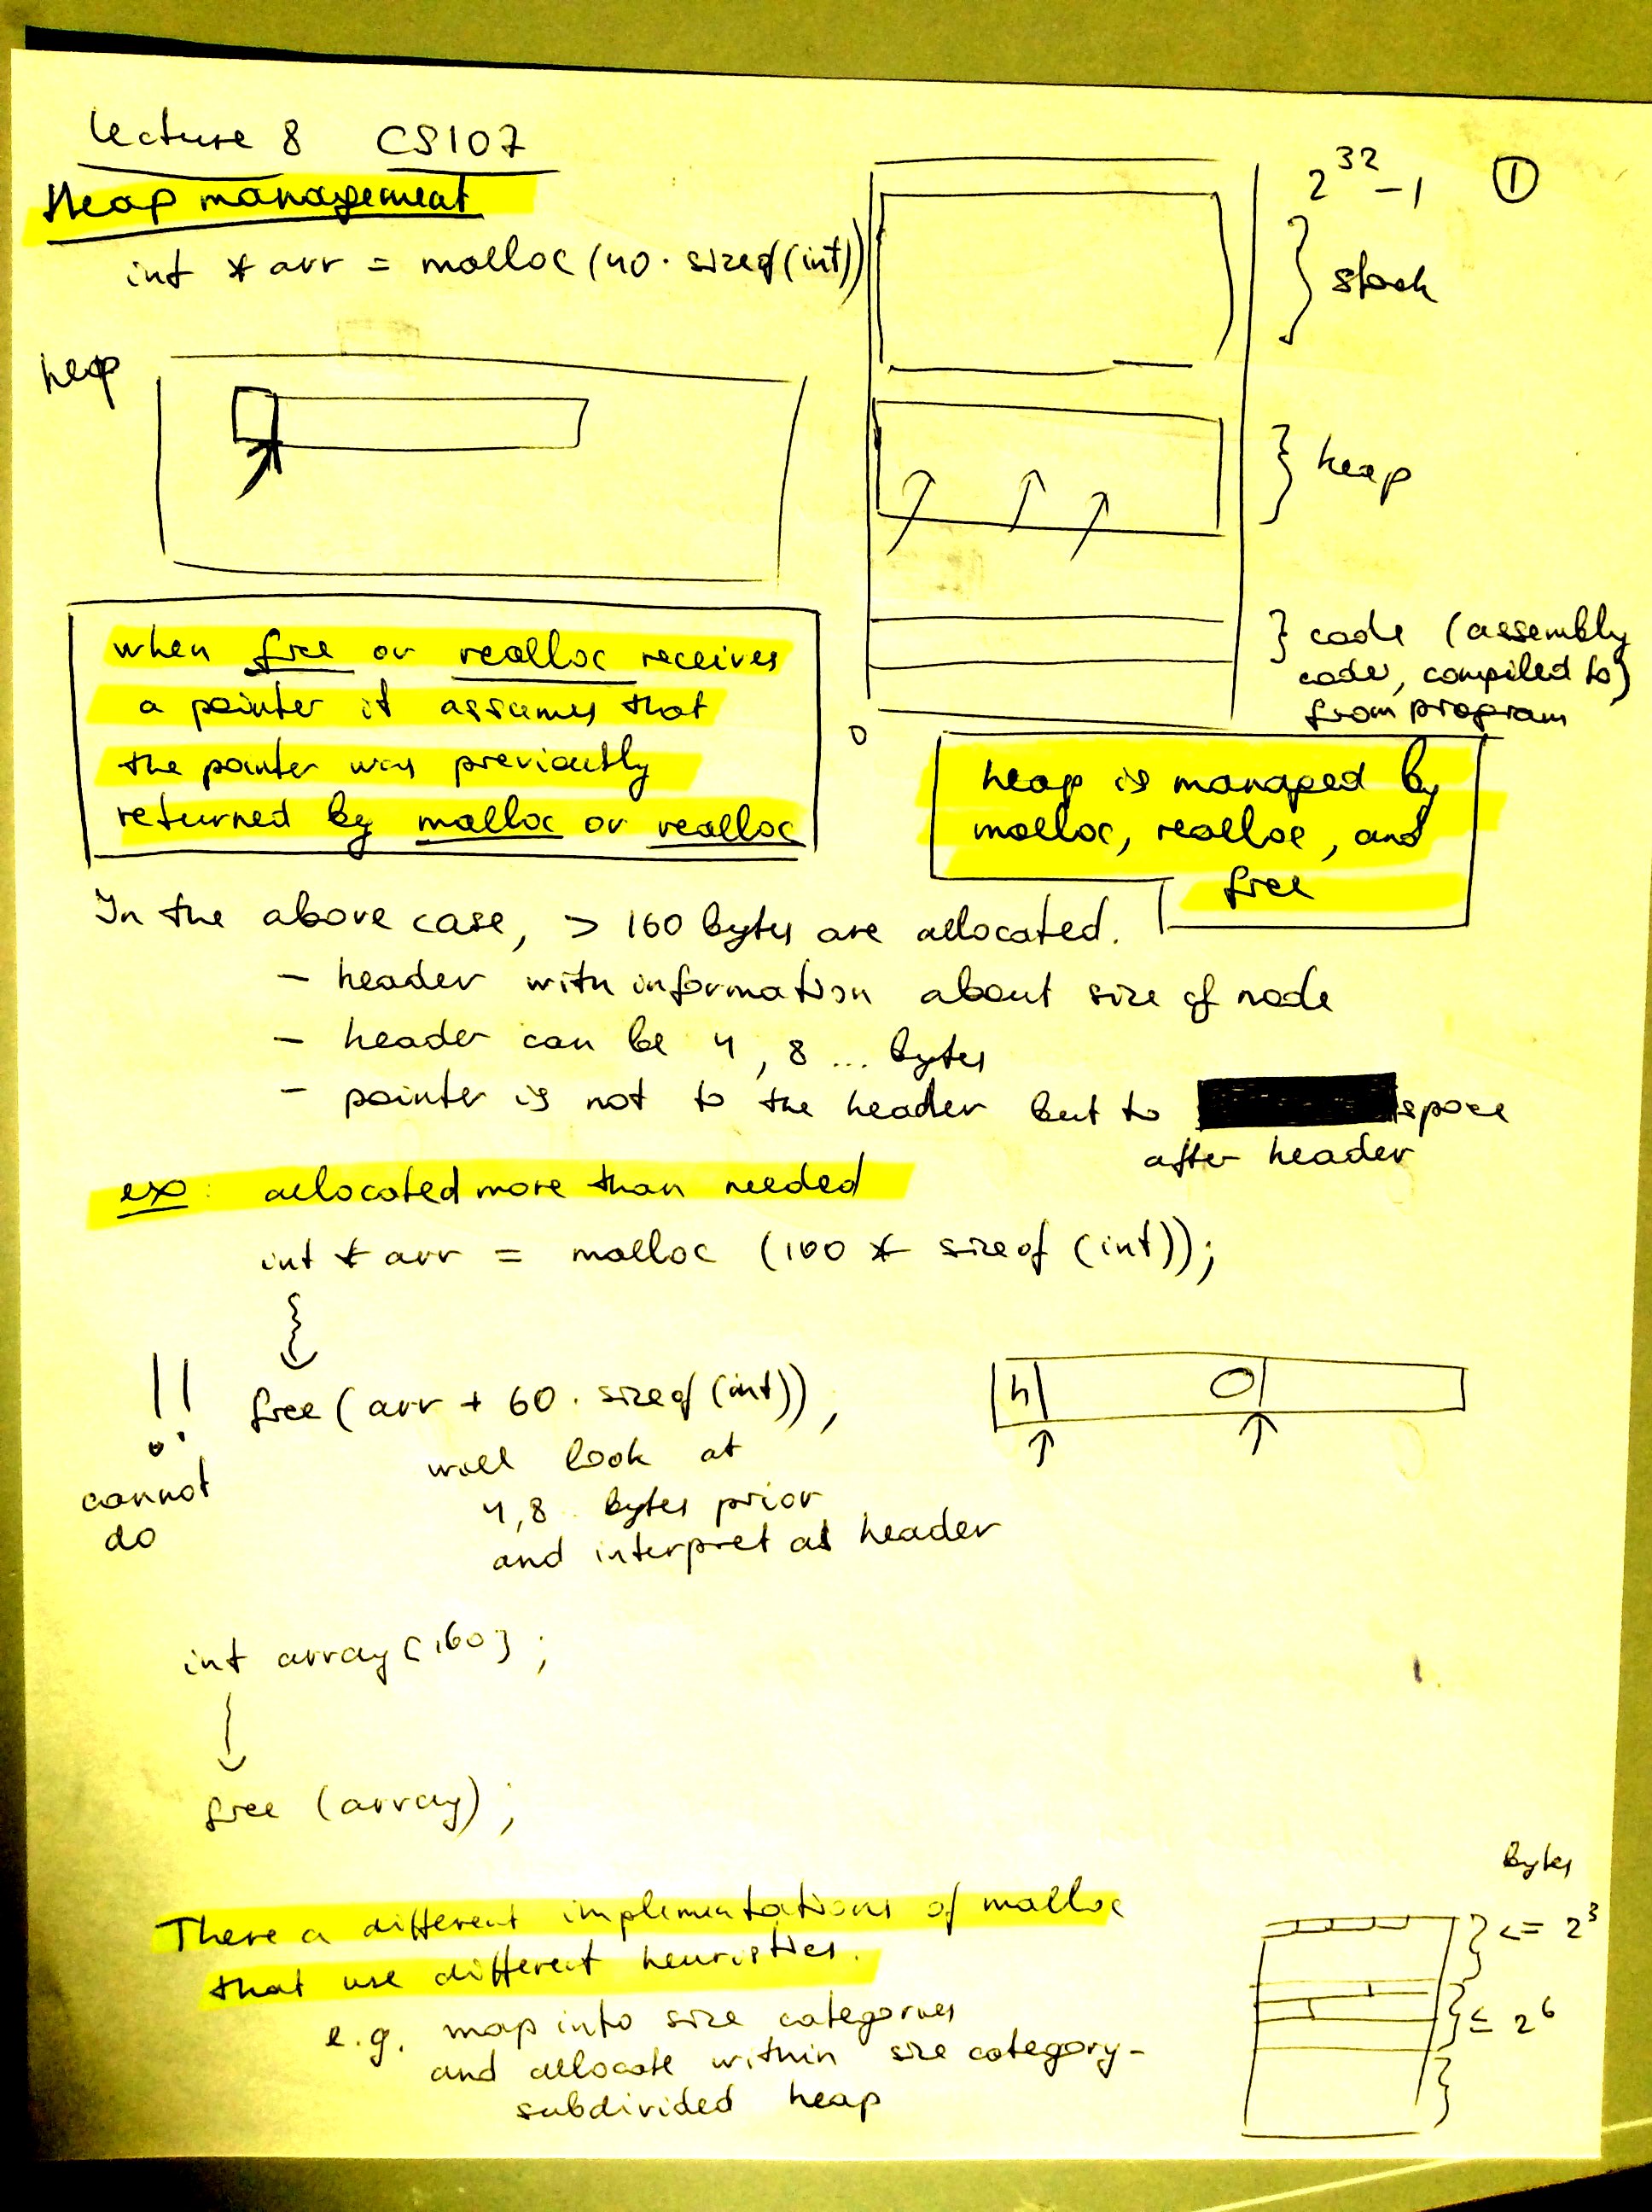 Lecture 8 CS107
Heap management
int * arr = malloc (40 · sizeof (int))
2^32 - 1
1
stack
heap
heap
code (assembly
code, compiled to)
from program
0
when free or realloc receives
a pointer it assumes that
the pointer was previously
returned by malloc or realloc
heap is managed by
malloc, realloc, and
free
In the above case, > 160 bytes are allocated.
- header with information about size of node
- header can be 4, 8 ... bytes
- pointer is not to the header but to space
after header
ex: allocated more than needed
int * arr = malloc (100 * sizeof (int));
!!
cannot
do
free (arr + 60 · sizeof (int)),
will look at
4,8 bytes prior
and interpret as header
h
int array [160];
free (array);
There a different implementations of malloc
that use different heuristics.
e.g. map into size categories
and allocate within size category-
subdivided heap
bytes
<= 2^3
≤ 2^6